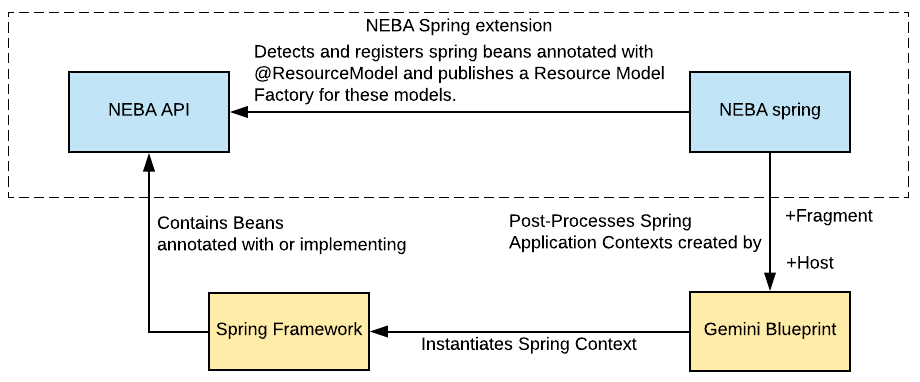 NEBA Spring extension
Detects and registers spring beans annotated with
@ResourceModel and publishes a Resource Model
Factory for these models.
NEBA API
NEBA spring
Contains Beans
annotated with or implementing
Post-Processes Spring
Application Contexts created by
+Fragment
+Host
Spring Framework
Gemini Blueprint
Instantiates Spring Context